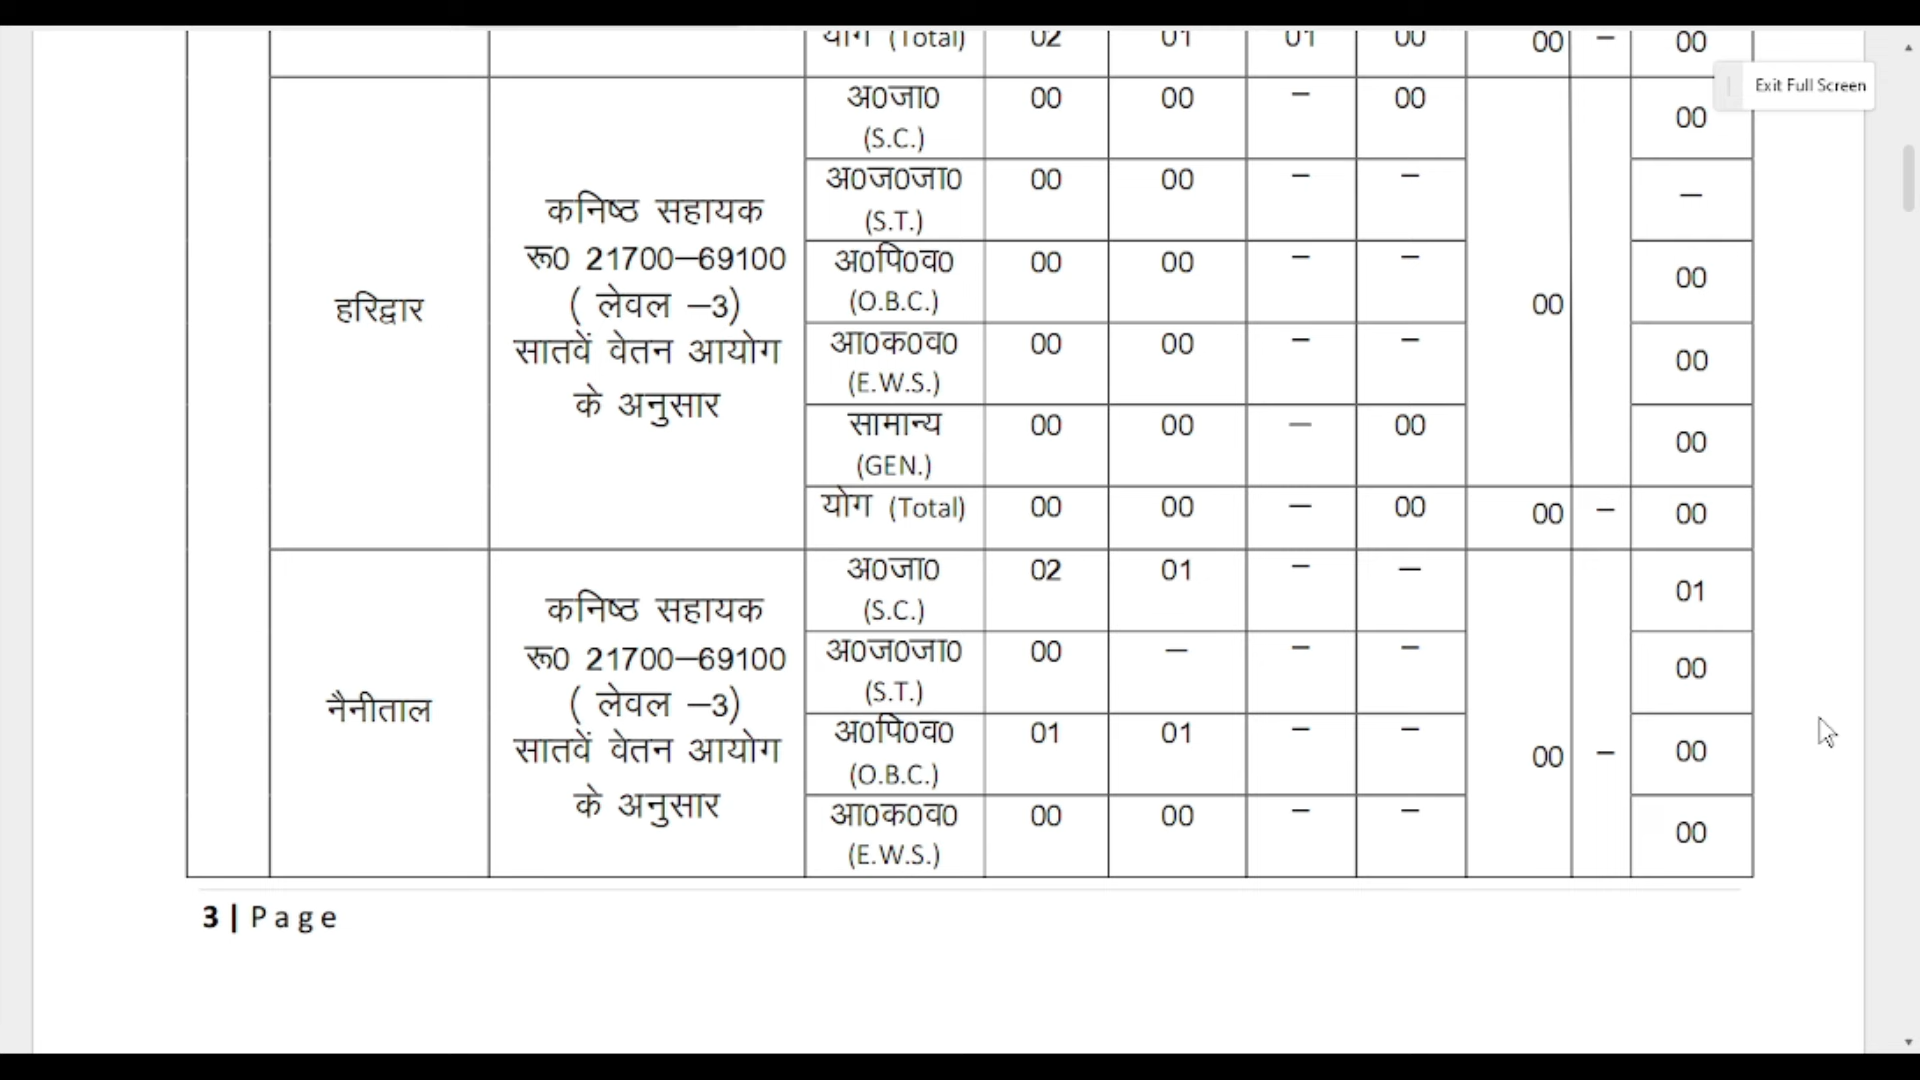 योग (Total) 02 01 01 00 00 – 00
Exit Full Screen
अ0जा0 00 00 – 00 00
(S.C.)
अ0ज0जा0 00 00 – – –
(S.T.)
कनिष्ठ सहायक
रू0 21700–69100
( लेवल –3)
सातवें वेतन आयोग
के अनुसार
हरिद्वार
अ0पि0व0 00 00 – – 00
(O.B.C.)
00
आ0क0व0 00 00 – – 00
(E.W.S.)
सामान्य 00 00 – 00 00
(GEN.)
योग (Total) 00 00 – 00 00 – 00
अ0जा0 02 01 – – 01
(S.C.)
कनिष्ठ सहायक
रू0 21700–69100
( लेवल –3)
सातवें वेतन आयोग
के अनुसार
नैनीताल
अ0ज0जा0 00 – – – 00
(S.T.)
अ0पि0व0 01 01 – – 00
(O.B.C.)
00 –
आ0क0व0 00 00 – – 00
(E.W.S.)
3 | Page